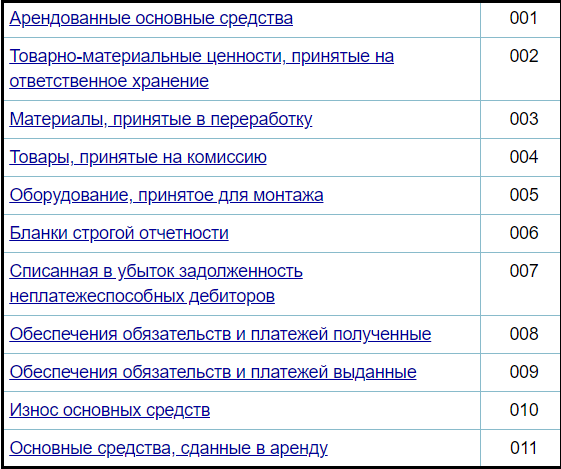 Арендованные основные средства 001
Товарно-материальные ценности, принятые на 002
ответственное хранение
Материалы, принятые в переработку 003
Товары, принятые на комиссию 004
Оборудование, принятое для монтажа 005
Бланки строгой отчетности 006
Списанная в убыток задолженность 007
неплатежеспособных дебиторов
Обеспечения обязательств и платежей полученные 008
Обеспечения обязательств и платежей выданные 009
Износ основных средств 010
Основные средства, сданные в аренду 011